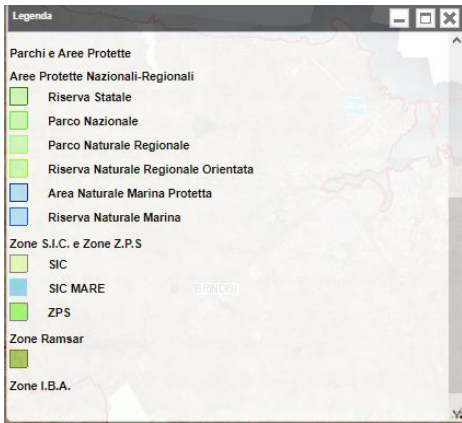 Legenda
Parchi e Aree Protette
Aree Protette Nazionali-Regionali
Riserva Statale
Parco Nazionale
Parco Naturale Regionale
Riserva Naturale Regionale Orientata
Area Naturale Marina Protetta
Riserva Naturale Marina
Zone S.I.C. e Zone Z.P.S
SIC
SIC MARE
BRINDISI
ZPS
Zone Ramsar
Zone I.B.A.